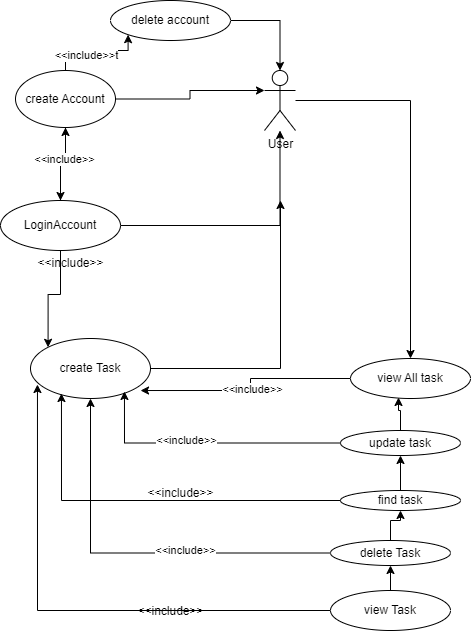 delete account
<<include>>t
create Account
<<include>>
User
LoginAccount
<<include>>
create Task
view All task
<<include>>
<<include>>
update task
<<include>>
find task
<<include>>
delete Task
<<include>>
view Task